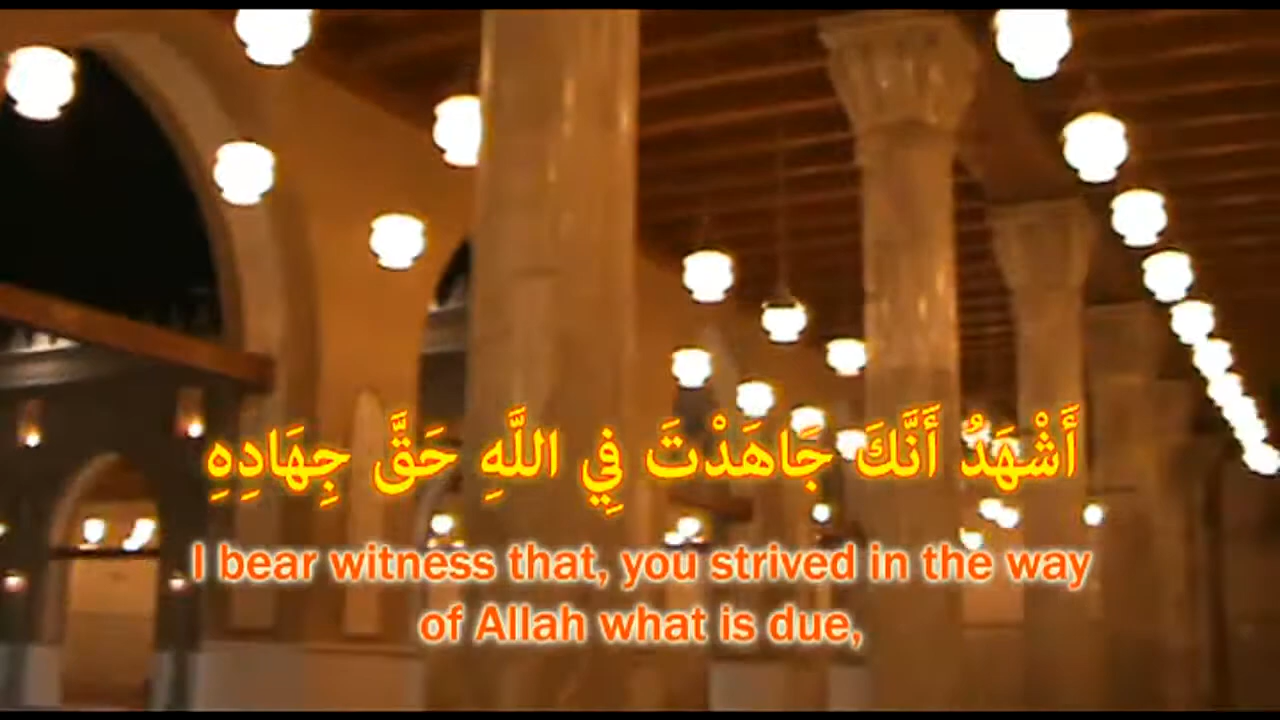 أَشْهَدُ أَنَّكَ جَاهَدْتَ فِي اللَّهِ حَقَّ جِهَادِهِ
I bear witness that, you strived in the way
of Allah what is due,